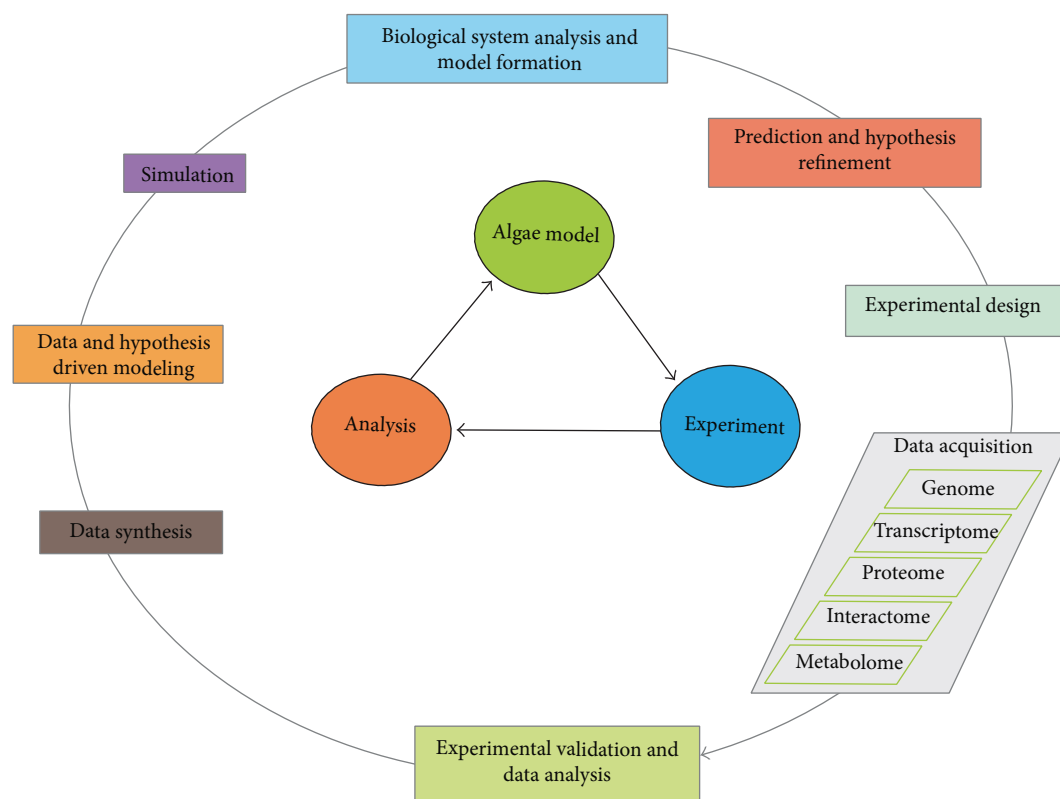 Biological system analysis and
model formation
Prediction and hypothesis
refinement
Simulation
Algae model
Experimental design
Data and hypothesis
driven modeling
Analysis
Experiment
Data acquisition
Genome
Transcriptome
Proteome
Interactome
Metabolome
Data synthesis
Experimental validation and
data analysis